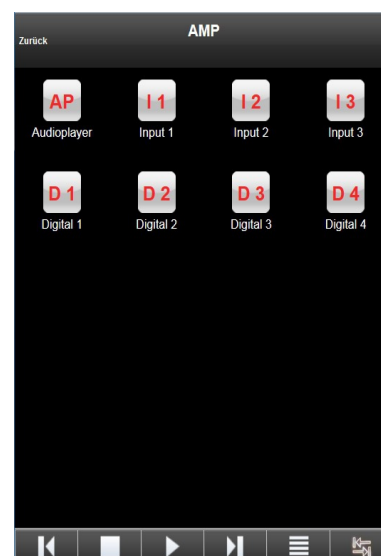 AMP
Zurück
AP I 1 I 2 I 3
Audioplayer Input 1 Input 2 Input 3
D 1 D 2 D 3 D 4
Digital 1 Digital 2 Digital 3 Digital 4